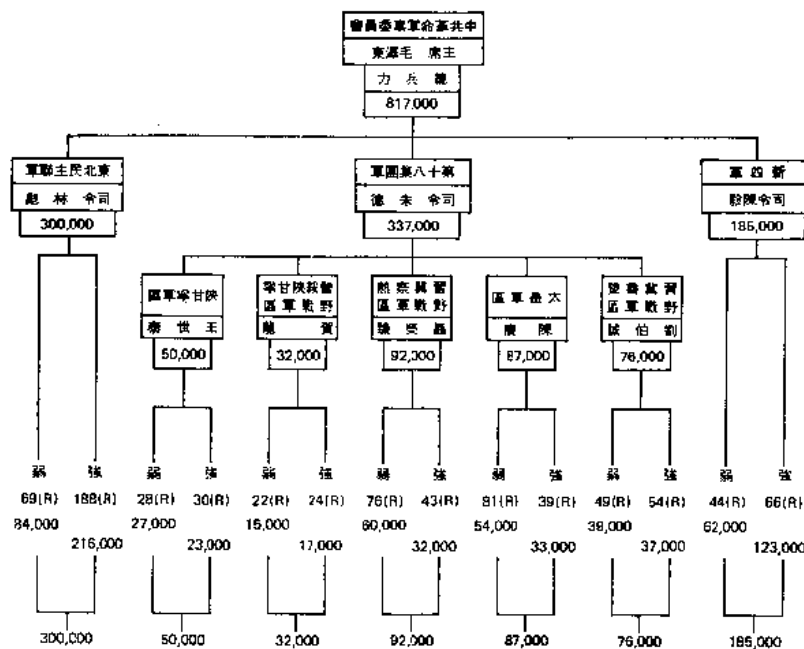 中共革命軍事委員會
主席 毛澤東
總兵力
817,000
東北民主聯軍
司令 林彪
300,000
第十八集團軍
司令 朱德
337,000
新四軍
司令陳毅
185,000
陝甘寧軍區
王世泰
50,000
晉綏陝甘寧
野戰軍區
賀龍
32,000
晉冀察熱
野戰軍區
聶榮臻
92,000
太岳軍區
陳賡
87,000
晉冀魯豫
野戰軍區
劉伯誠
76,000
弱 強 弱 強 弱 強 弱 強 弱 強 弱 強 弱 強
69(R) 188(R) 28(R) 30(R) 22(R) 24(R) 76(R) 43(R) 81(R) 39(R) 49(R) 54(R) 44(R) 66(R)
84,000 27,000 15,000 60,000 54,000 39,000 62,000
216,000 23,000 17,000 32,000 33,000 37,000 123,000
300,000 50,000 32,000 92,000 87,000 76,000 185,000